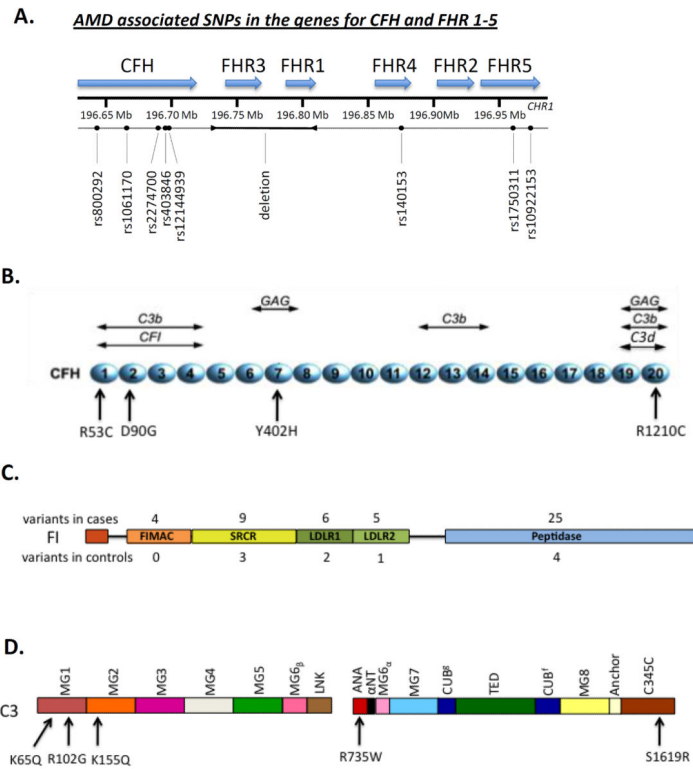 A.
AMD associated SNPs in the genes for CFH and FHR 1-5
CFH FHR3 FHR1 FHR4 FHR2 FHR5
CHR1
196.65 Mb 196.70 Mb 196.75 Mb 196.80 Mb 196.85 Mb 196.90 Mb 196.95 Mb
rs800292 rs1061170 rs2274700 rs403846 rs12144939 deletion rs140153 rs1750311 rs10922153
B.
GAG GAG
C3b C3b C3b
CFI C3d
CFH 1 2 3 4 5 6 7 8 9 10 11 12 13 14 15 16 17 18 19 20
R53C D90G Y402H R1210C
C.
variants in cases 4 9 6 5 25
FI FIMAC SRCR LDLR1 LDLR2 Peptidase
variants in controls 0 3 2 1 4
D.
MG1 MG2 MG3 MG4 MG5 MG6β LNK ANA αNT MG6α MG7 CUBg TED CUBf MG8 Anchor C345C
C3
K65Q R102G K155Q R735W S1619R